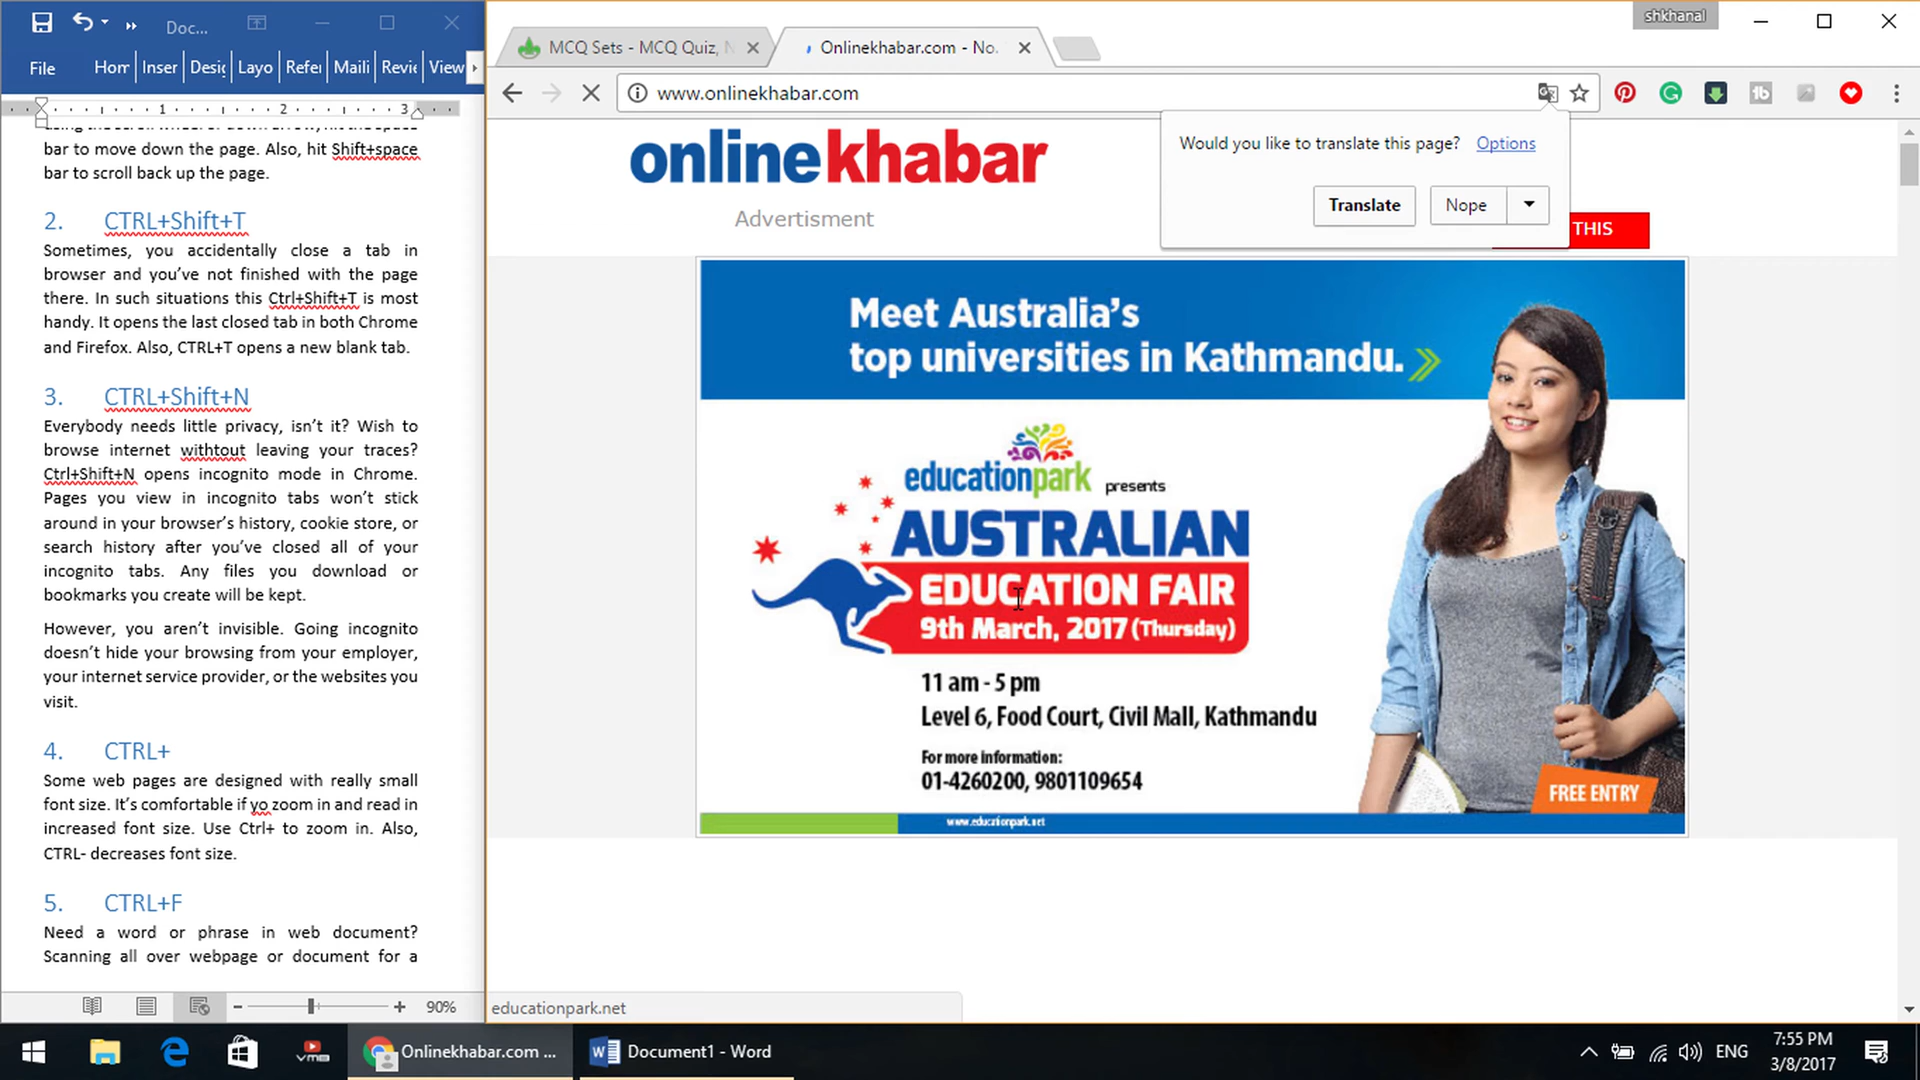 Doc...
File
Hom
Inser
Desig
Layo
Refer
Maili
Revie
View
1
2
3
bar to move down the page. Also, hit Shift+space
bar to scroll back up the page.
2. CTRL+Shift+T
Sometimes, you accidentally close a tab in
browser and you've not finished with the page
there. In such situations this Ctrl+Shift+T is most
handy. It opens the last closed tab in both Chrome
and Firefox. Also, CTRL+T opens a new blank tab.
3. CTRL+Shift+N
Everybody needs little privacy, isn't it? Wish to
browse internet withtout leaving your traces?
Ctrl+Shift+N opens incognito mode in Chrome.
Pages you view in incognito tabs won't stick
around in your browser's history, cookie store, or
search history after you've closed all of your
incognito tabs. Any files you download or
bookmarks you create will be kept.
However, you aren't invisible. Going incognito
doesn't hide your browsing from your employer,
your internet service provider, or the websites you
visit.
4. CTRL+
Some web pages are designed with really small
font size. It's comfortable if yo zoom in and read in
increased font size. Use Ctrl+ to zoom in. Also,
CTRL- decreases font size.
5. CTRL+F
Need a word or phrase in web document?
Scanning all over webpage or document for a
90%
shkhanal
MCQ Sets - MCQ Quiz, N
Onlinekhabar.com - No.
www.onlinekhabar.com
Would you like to translate this page? Options
Translate
Nope
onlinekhabar
Advertisment
THIS
Meet Australia's
top universities in Kathmandu.
educationpark presents
AUSTRALIAN
EDUCATION FAIR
9th March, 2017 (Thursday)
11 am - 5 pm
Level 6, Food Court, Civil Mall, Kathmandu
For more information:
01-4260200, 9801109654
FREE ENTRY
www.educationpark.net
educationpark.net
Onlinekhabar.com ...
Document1 - Word
ENG
7:55 PM
3/8/2017